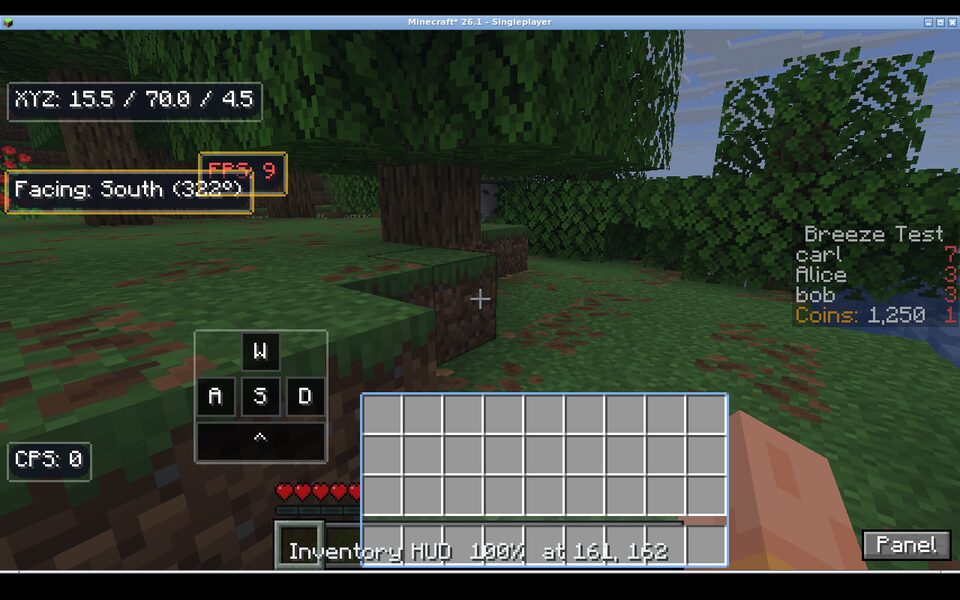 Minecraft* 26.1 - Singleplayer
XYZ: 15.5 / 70.0 / 4.5
FPS: 9
Facing: South (322°)
Breeze Test
carl 7
Alice 3
bob 3
Coins: 1,250 1
W
A S D
^
CPS: 0
Inventory HUD 100% at 161, 162
Panel